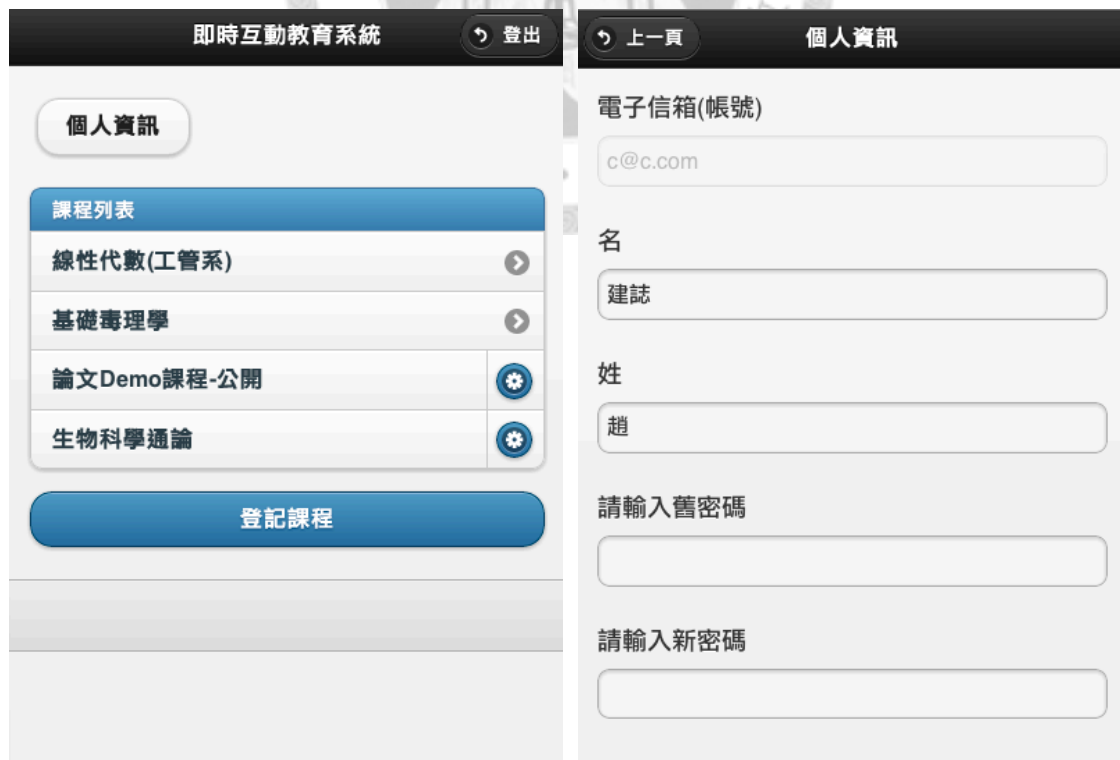 即時互動教育系統
登出
個人資訊
課程列表
線性代數(工管系)
基礎毒理學
論文Demo課程-公開
生物科學通論
登記課程
上一頁
個人資訊
電子信箱(帳號)
c@c.com
名
建誌
姓
趙
請輸入舊密碼
請輸入新密碼